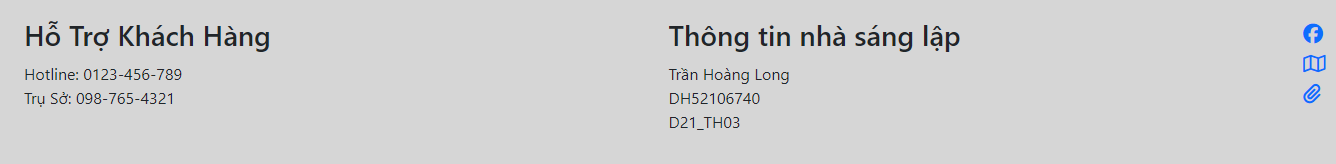 Hỗ Trợ Khách Hàng
Hotline: 0123-456-789
Trụ Sở: 098-765-4321
Thông tin nhà sáng lập
Trần Hoàng Long
DH52106740
D21_TH03